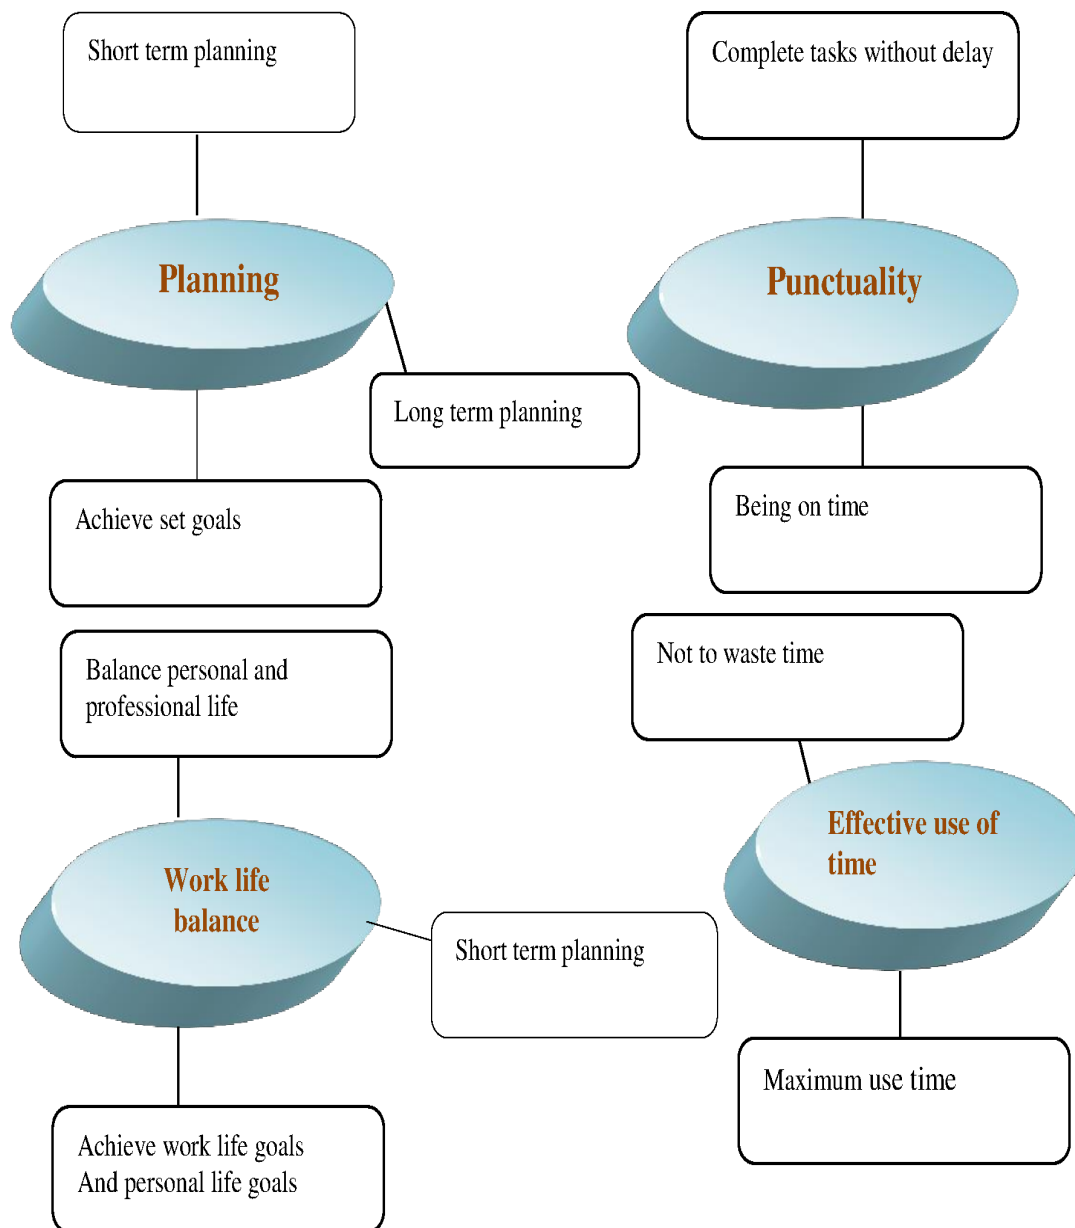 Short term planning
Complete tasks without delay
Planning
Punctuality
Long term planning
Achieve set goals
Being on time
Balance personal and
professional life
Not to waste time
Effective use of
time
Work life
balance
Short term planning
Maximum use time
Achieve work life goals
And personal life goals